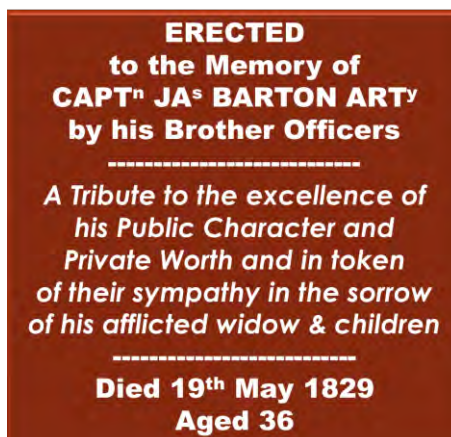 ERECTED
to the Memory of
CAPTⁿ JAˢ BARTON ARTʸ
by his Brother Officers
----------------------------
A Tribute to the excellence of
his Public Character and
Private Worth and in token
of their sympathy in the sorrow
of his afflicted widow & children
---------------------------
Died 19ᵗʰ May 1829
Aged 36